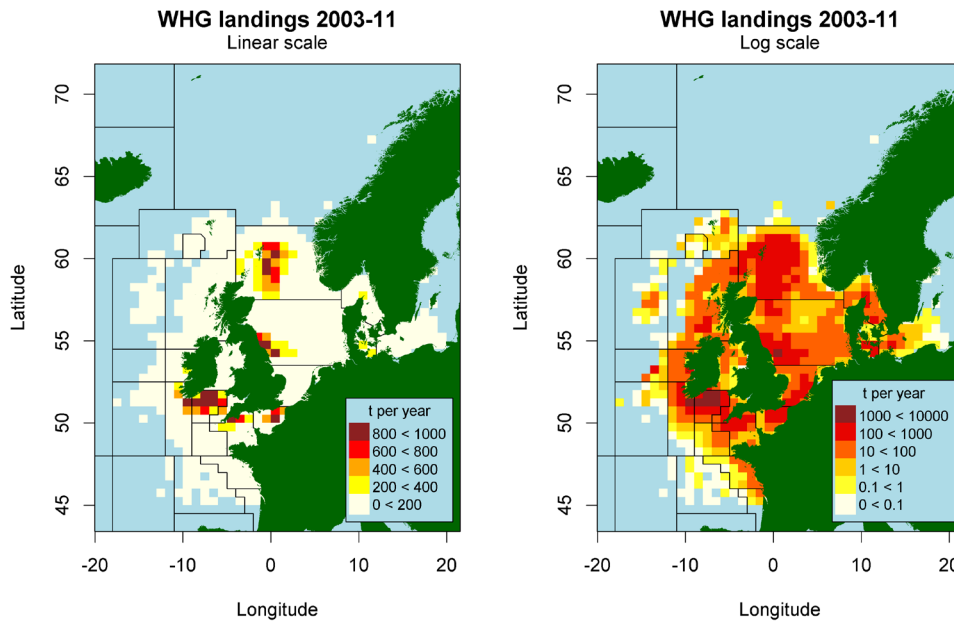 WHG landings 2003-11
Linear scale
70
65
60
55
50
45
Latitude
-20
-10
0
10
20
Longitude
t per year
800 < 1000
600 < 800
400 < 600
200 < 400
0 < 200
WHG landings 2003-11
Log scale
70
65
60
55
50
45
Latitude
-20
-10
0
10
20
Longitude
t per year
1000 < 10000
100 < 1000
10 < 100
1 < 10
0.1 < 1
0 < 0.1